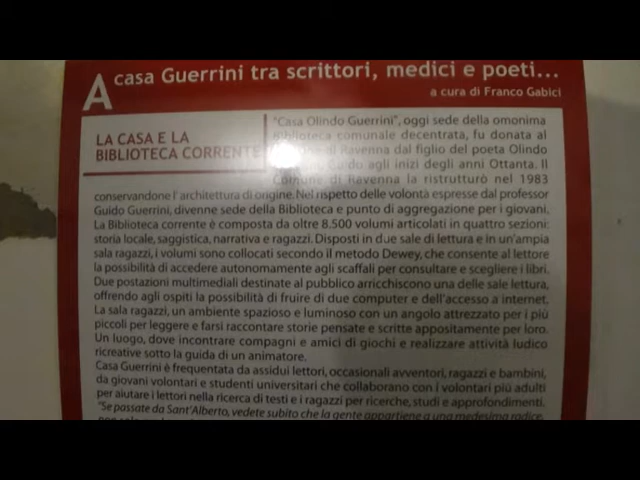 A casa Guerrini tra scrittori, medici e poeti...
a cura di Franco Gabici
LA CASA E LA
BIBLIOTECA CORRENTE
"Casa Olindo Guerrini", oggi sede della omonima
Biblioteca comunale decentrata, fu donata al
di Ravenna dal figlio del poeta Olindo
Guido agli inizi degli anni Ottanta. Il
Comune di Ravenna la ristrutturò nel 1983
conservandone l'architettura di origine. Nel rispetto delle volontà espresse dal professor
Guido Guerrini, divenne sede della Biblioteca e punto di aggregazione per i giovani.
La Biblioteca corrente è composta da oltre 8.500 volumi articolati in quattro sezioni:
storia locale, saggistica, narrativa e ragazzi. Disposti in due sale di lettura e in un'ampia
sala ragazzi, i volumi sono collocati secondo il metodo Dewey, che consente al lettore
la possibilità di accedere autonomamente agli scaffali per consultare e scegliere i libri.
Due postazioni multimediali destinate al pubblico arricchiscono una delle sale lettura,
offrendo agli ospiti la possibilità di fruire di due computer e dell'accesso a internet.
La sala ragazzi, un ambiente spazioso e luminoso con un angolo attrezzato per i più
piccoli per leggere e farsi raccontare storie pensate e scritte appositamente per loro.
Un luogo, dove incontrare compagni e amici di giochi e realizzare attività ludico
ricreative sotto la guida di un animatore.
Casa Guerrini è frequentata da assidui lettori, occasionali avventori, ragazzi e bambini,
da giovani volontari e studenti universitari che collaborano con i volontari più adulti
per aiutare i lettori nella ricerca di testi e i ragazzi per ricerche, studi e approfondimenti.
"Se passate da Sant'Alberto, vedete subito che la gente appartiene a una medesima radice,